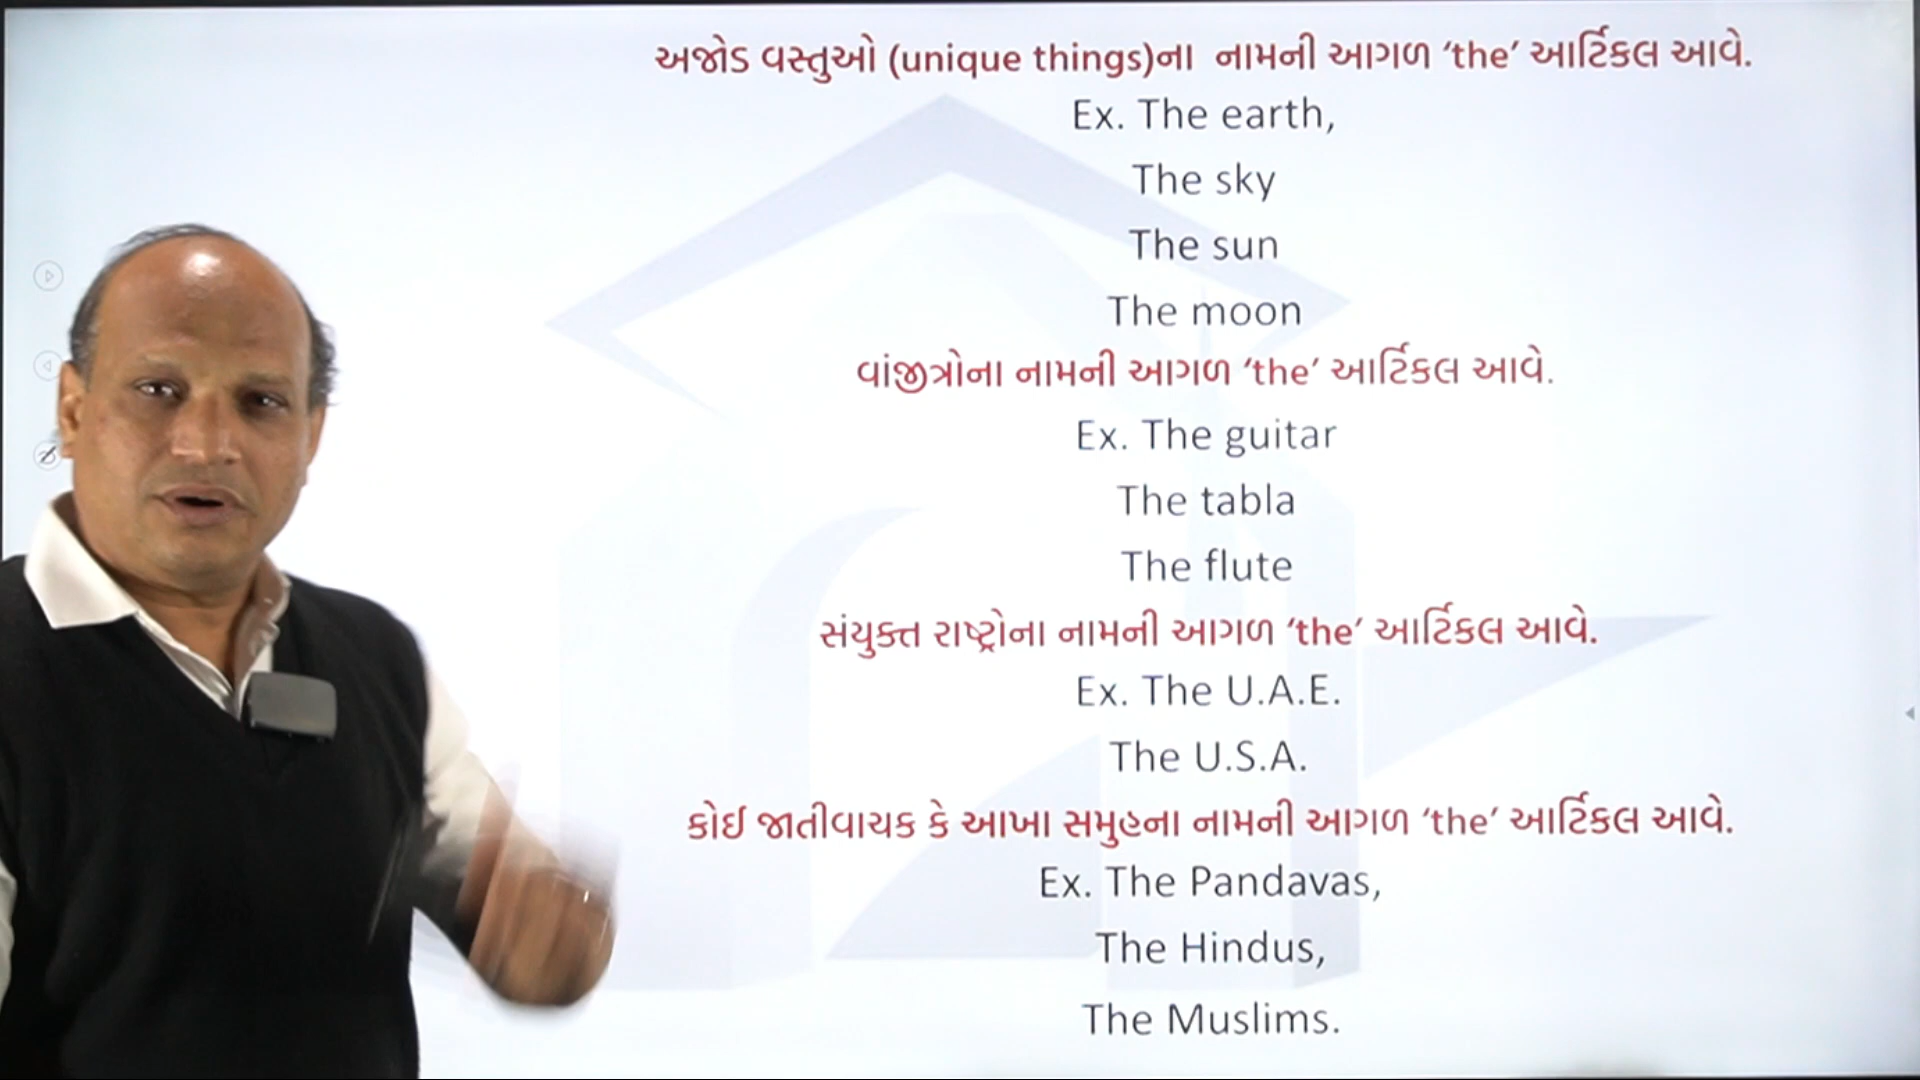 અજોડ વસ્તુઓ (unique things)ના નામની આગળ ‘the’ આર્ટિકલ આવે.
Ex. The earth,
The sky
The sun
The moon
વાંજીત્રોના નામની આગળ ‘the’ આર્ટિકલ આવે.
Ex. The guitar
The tabla
The flute
સંયુક્ત રાષ્ટ્રોના નામની આગળ ‘the’ આર્ટિકલ આવે.
Ex. The U.A.E.
The U.S.A.
કોઈ જાતીવાચક કે આખા સમુહના નામની આગળ ‘the’ આર્ટિકલ આવે.
Ex. The Pandavas,
The Hindus,
The Muslims.